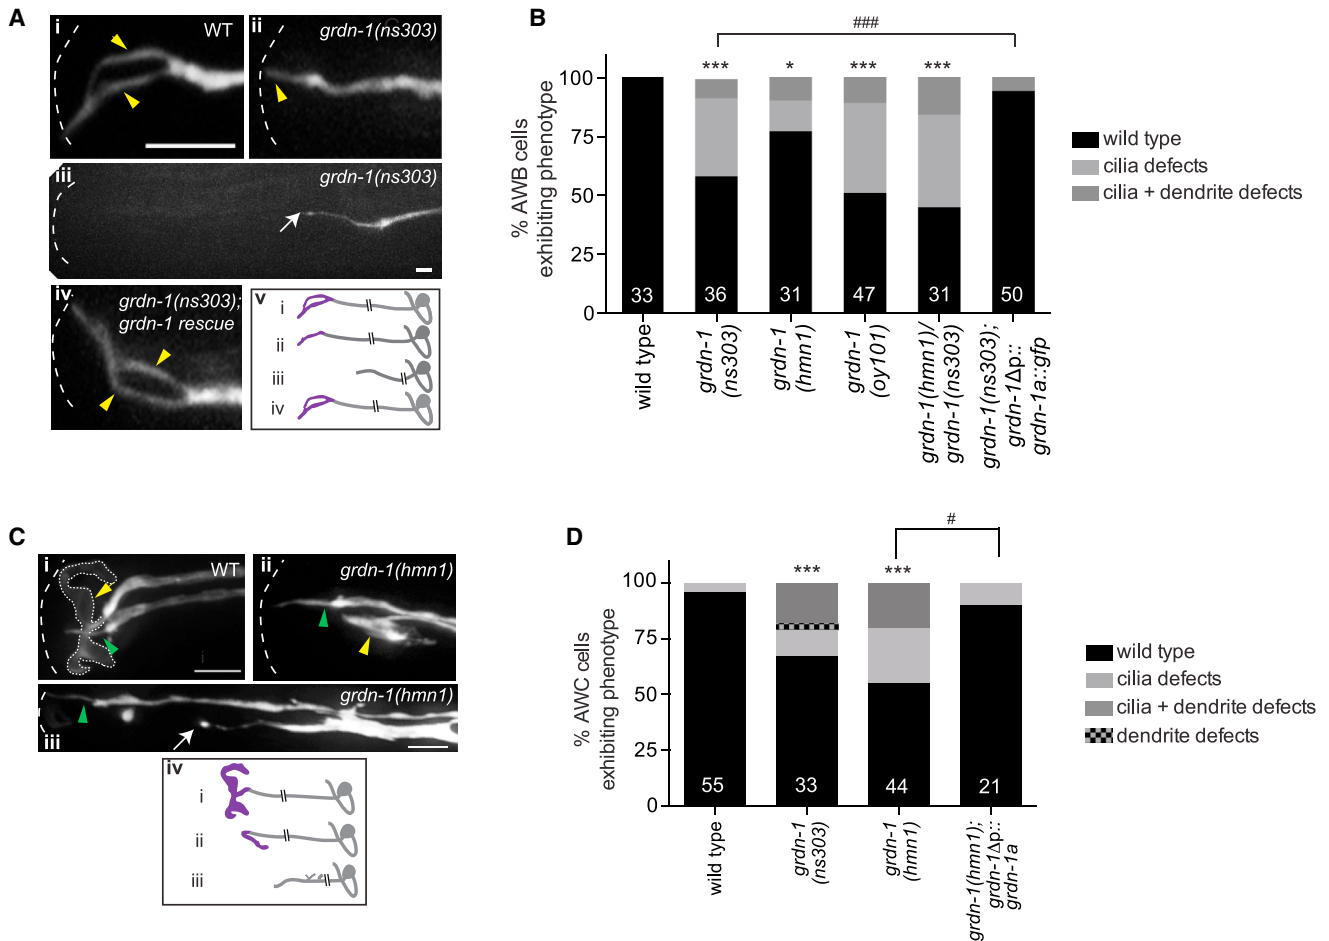 A
i
WT
ii
grdn-1(ns303)
iii
grdn-1(ns303)
iv
grdn-1(ns303);
grdn-1 rescue
v
i
ii
iii
iv
B
###
***
*
***
***
% AWB cells
exhibiting phenotype
100
75
50
25
0
33
36
31
47
31
50
wild type
grdn-1
(ns303)
grdn-1
(hmn1)
grdn-1
(oy101)
grdn-1(hmn1)/
grdn-1(ns303)
grdn-1(ns303);
grdn-1Δp::
grdn-1a::gfp
wild type
cilia defects
cilia + dendrite defects
C
i
WT
i
ii
grdn-1(hmn1)
grdn-1(hmn1)
iii
iv
i
ii
iii
D
#
***
***
% AWC cells
exhibiting phenotype
100
75
50
25
0
55
33
44
21
wild type
grdn-1
(ns303)
grdn-1
(hmn1)
grdn-1(hmn1);
grdn-1Δp::
grdn-1a
wild type
cilia defects
cilia + dendrite defects
dendrite defects